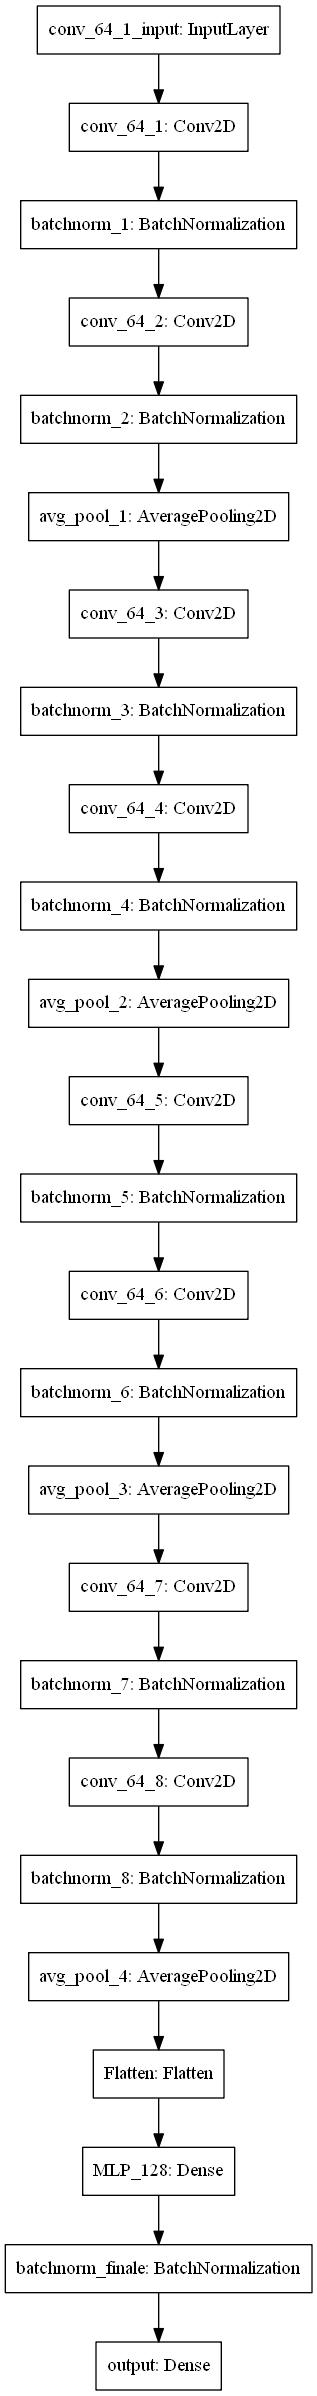 conv_64_1_input: InputLayer
conv_64_1: Conv2D
batchnorm_1: BatchNormalization
conv_64_2: Conv2D
batchnorm_2: BatchNormalization
avg_pool_1: AveragePooling2D
conv_64_3: Conv2D
batchnorm_3: BatchNormalization
conv_64_4: Conv2D
batchnorm_4: BatchNormalization
avg_pool_2: AveragePooling2D
conv_64_5: Conv2D
batchnorm_5: BatchNormalization
conv_64_6: Conv2D
batchnorm_6: BatchNormalization
avg_pool_3: AveragePooling2D
conv_64_7: Conv2D
batchnorm_7: BatchNormalization
conv_64_8: Conv2D
batchnorm_8: BatchNormalization
avg_pool_4: AveragePooling2D
Flatten: Flatten
MLP_128: Dense
batchnorm_finale: BatchNormalization
output: Dense